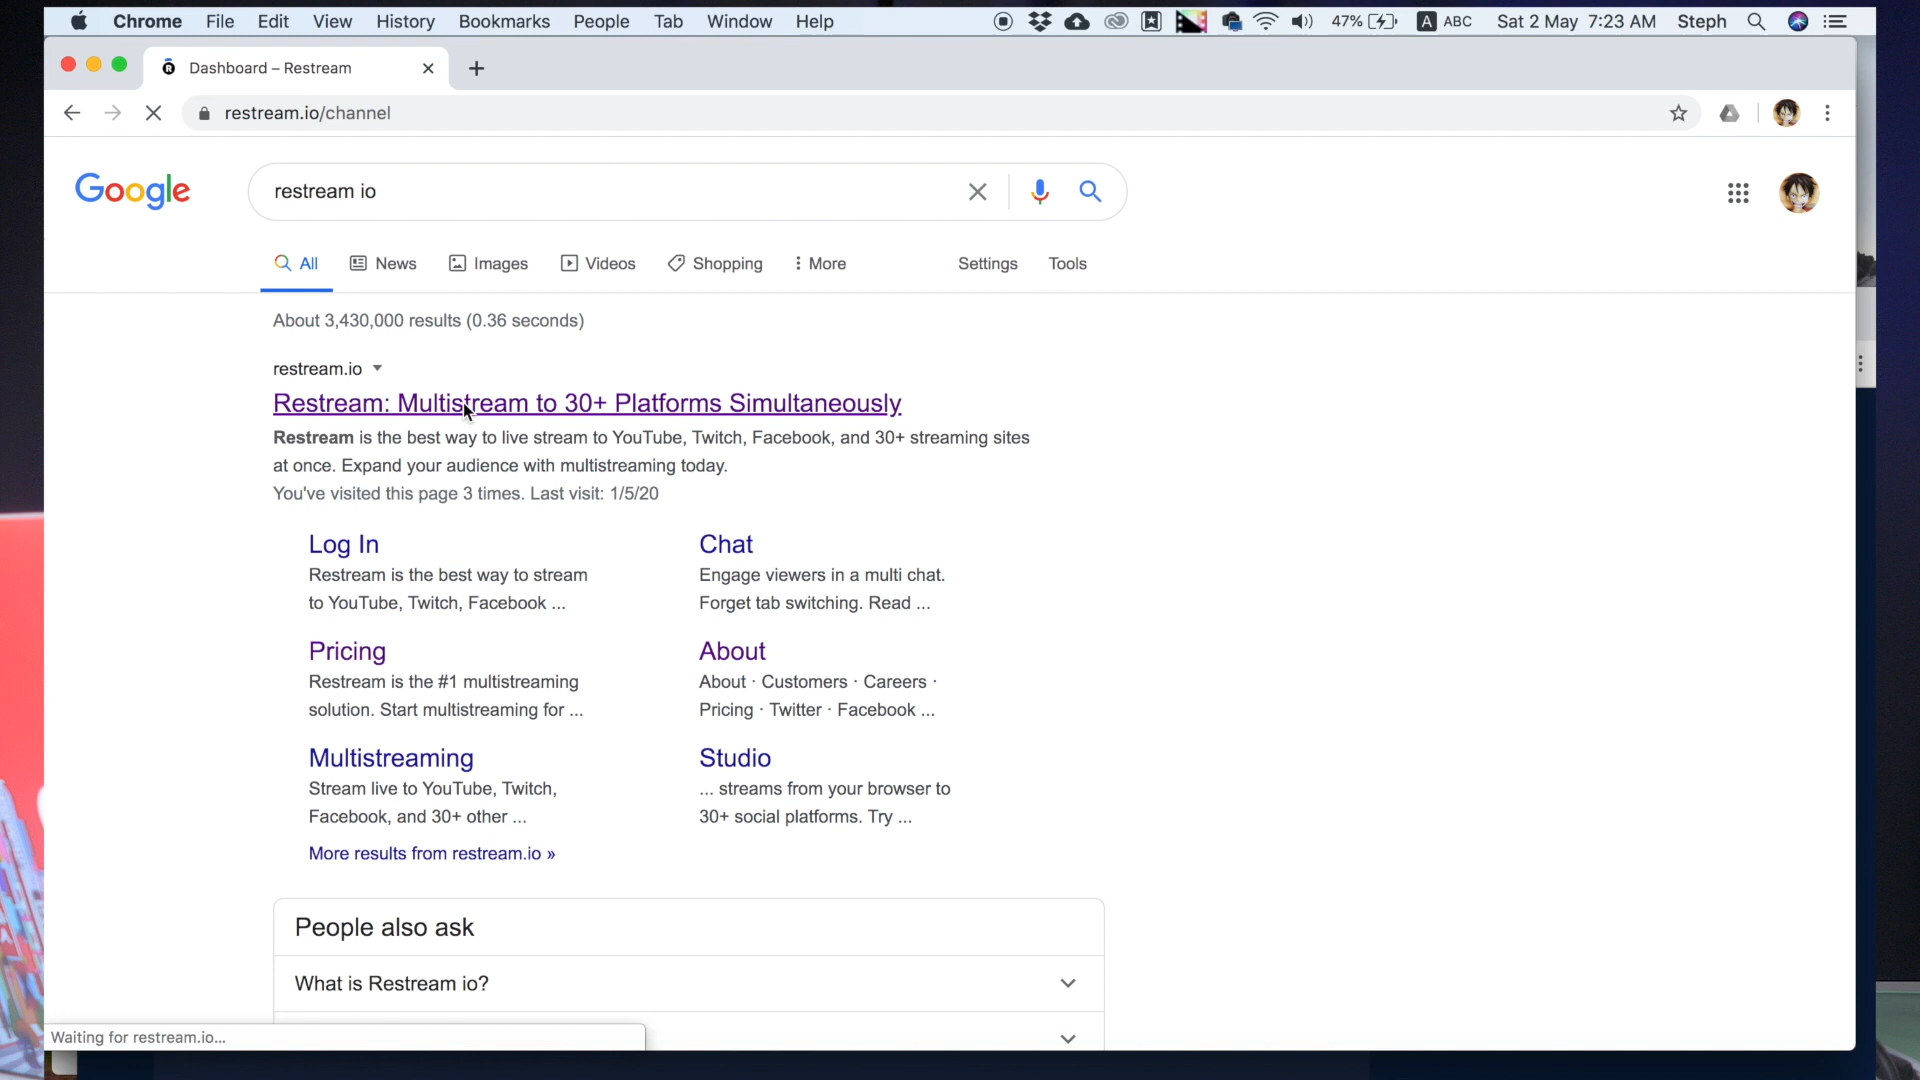 Chrome File Edit View History Bookmarks People Tab Window Help 47% A ABC Sat 2 May 7:23 AM Steph
Dashboard – Restream
restream.io/channel
Google
restream io
All News Images Videos Shopping More Settings Tools
About 3,430,000 results (0.36 seconds)
restream.io
Restream: Multistream to 30+ Platforms Simultaneously
Restream is the best way to live stream to YouTube, Twitch, Facebook, and 30+ streaming sites
at once. Expand your audience with multistreaming today.
You've visited this page 3 times. Last visit: 1/5/20
Log In
Restream is the best way to stream
to YouTube, Twitch, Facebook ...
Chat
Engage viewers in a multi chat.
Forget tab switching. Read ...
Pricing
Restream is the #1 multistreaming
solution. Start multistreaming for ...
About
About · Customers · Careers ·
Pricing · Twitter · Facebook ...
Multistreaming
Stream live to YouTube, Twitch,
Facebook, and 30+ other ...
Studio
... streams from your browser to
30+ social platforms. Try ...
More results from restream.io »
People also ask
What is Restream io?
Waiting for restream.io...